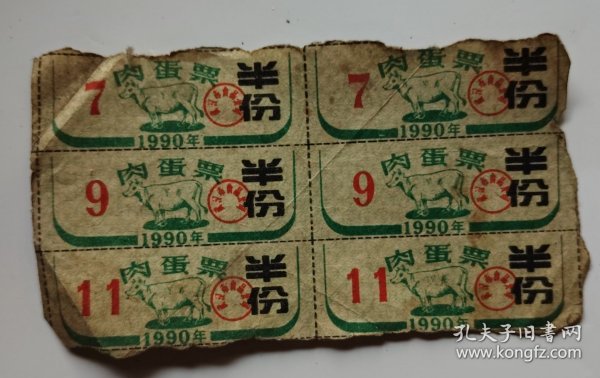 肉蛋票
7
半份
1990年
肉蛋票
7
半份
1990年
肉蛋票
9
半份
1990年
肉蛋票
9
半份
1990年
肉蛋票
11
半份
1990年
肉蛋票
11
半份
1990年
孔夫子旧书网
www.kongfz.com